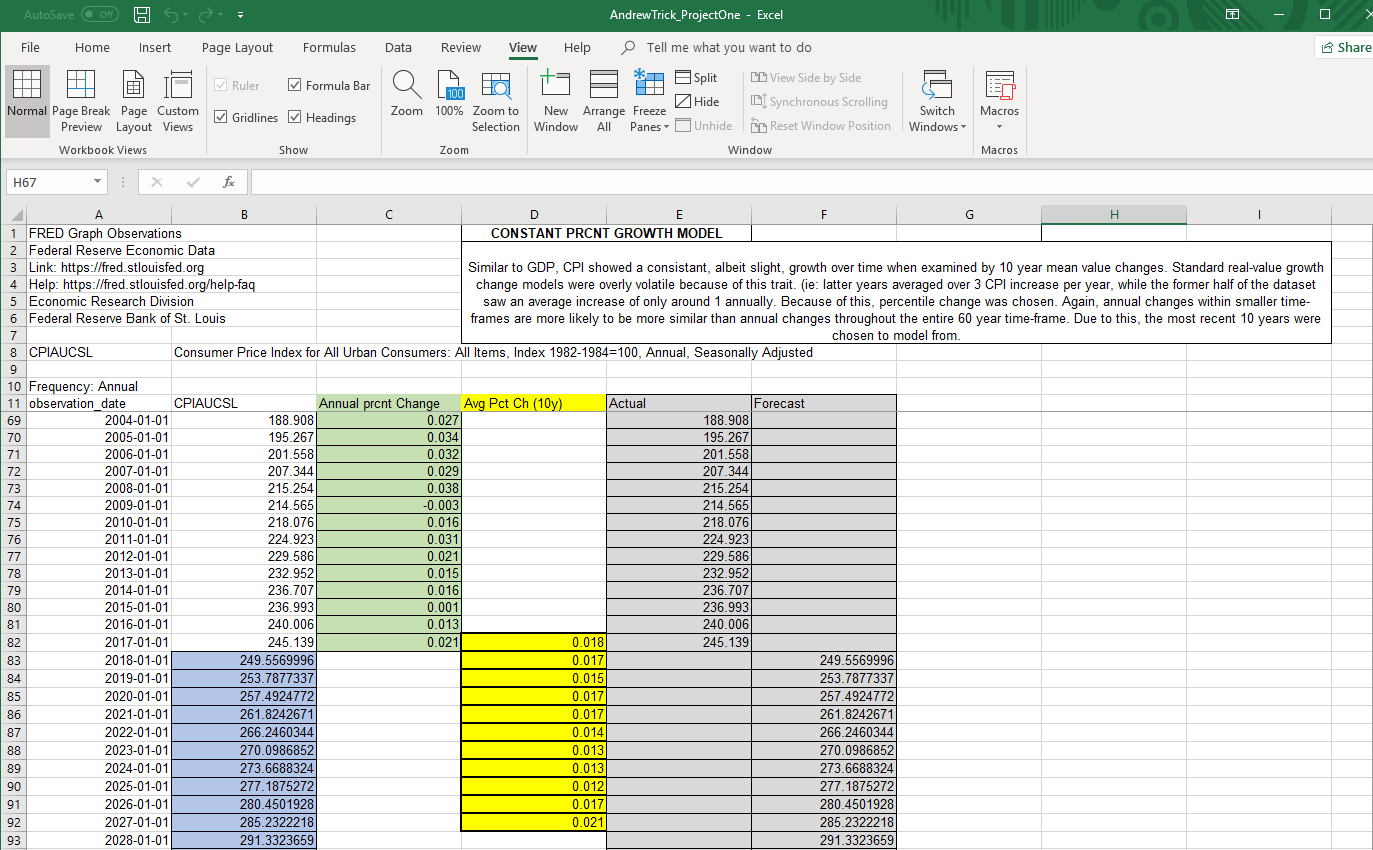 AutoSave Off AndrewTrick_ProjectOne - Excel
File Home Insert Page Layout Formulas Data Review View Help Tell me what you want to do Share
Normal Page Break Preview Page Layout Custom Views
Workbook Views
Ruler Formula Bar
Gridlines Headings
Show
Zoom 100% Zoom to Selection
100
Zoom
New Window Arrange All Freeze Panes
Split
Hide
Unhide
View Side by Side
Synchronous Scrolling
Reset Window Position
Window
Switch Windows
Macros
Macros
H67 fx
A B C D E F G H I
1 FRED Graph Observations CONSTANT PRCNT GROWTH MODEL
2 Federal Reserve Economic Data
3 Link: https://fred.stlouisfed.org
4 Help: https://fred.stlouisfed.org/help-faq
5 Economic Research Division
6 Federal Reserve Bank of St. Louis
7
Similar to GDP, CPI showed a consistant, albeit slight, growth over time when examined by 10 year mean value changes. Standard real-value growth
change models were overly volatile because of this trait. (ie: latter years averaged over 3 CPI increase per year, while the former half of the dataset
saw an average increase of only around 1 annually. Because of this, percentile change was chosen. Again, annual changes within smaller time-
frames are more likely to be more similar than annual changes throughout the entire 60 year time-frame. Due to this, the most recent 10 years were
chosen to model from.
8 CPIAUCSL Consumer Price Index for All Urban Consumers: All Items, Index 1982-1984=100, Annual, Seasonally Adjusted
9
10 Frequency: Annual
11 observation_date CPIAUCSL Annual prcnt Change Avg Pct Ch (10y) Actual Forecast
69 2004-01-01 188.908 0.027 188.908
70 2005-01-01 195.267 0.034 195.267
71 2006-01-01 201.558 0.032 201.558
72 2007-01-01 207.344 0.029 207.344
73 2008-01-01 215.254 0.038 215.254
74 2009-01-01 214.565 -0.003 214.565
75 2010-01-01 218.076 0.016 218.076
76 2011-01-01 224.923 0.031 224.923
77 2012-01-01 229.586 0.021 229.586
78 2013-01-01 232.952 0.015 232.952
79 2014-01-01 236.707 0.016 236.707
80 2015-01-01 236.993 0.001 236.993
81 2016-01-01 240.006 0.013 240.006
82 2017-01-01 245.139 0.021 0.018 245.139
83 2018-01-01 249.5569996 0.017 249.5569996
84 2019-01-01 253.7877337 0.015 253.7877337
85 2020-01-01 257.4924772 0.017 257.4924772
86 2021-01-01 261.8242671 0.017 261.8242671
87 2022-01-01 266.2460344 0.014 266.2460344
88 2023-01-01 270.0986852 0.013 270.0986852
89 2024-01-01 273.6688324 0.013 273.6688324
90 2025-01-01 277.1875272 0.012 277.1875272
91 2026-01-01 280.4501928 0.017 280.4501928
92 2027-01-01 285.2322218 0.021 285.2322218
93 2028-01-01 291.3323659 291.3323659